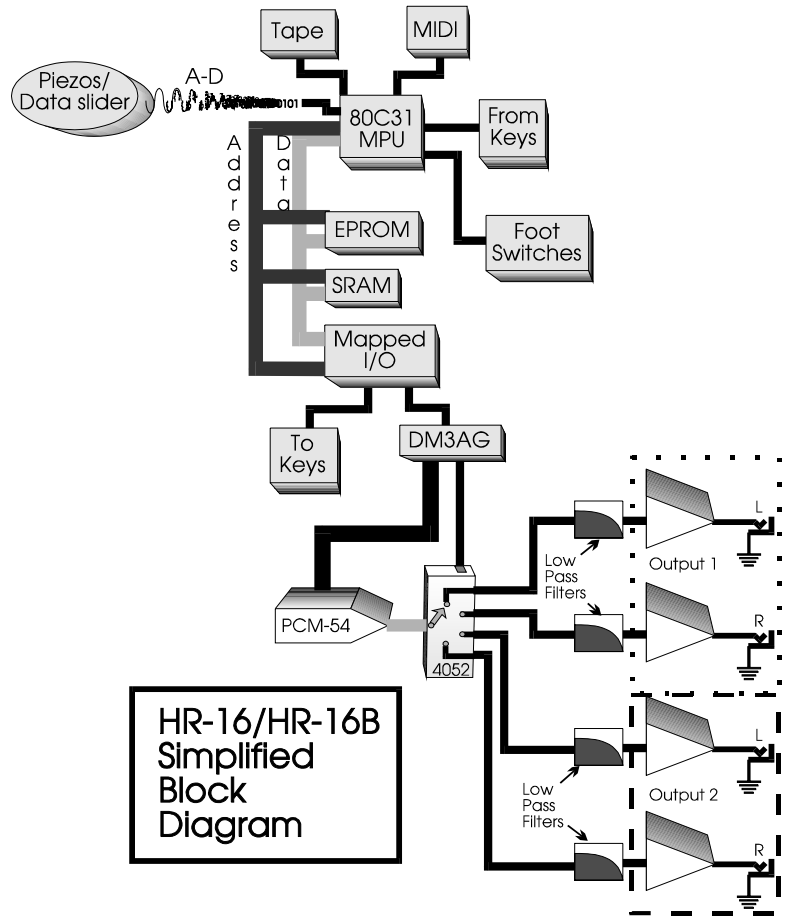 Tape
MIDI
Piezos/
Data slider
A-D
0101
80C31
MPU
From
Keys
Address
Data
Foot
Switches
EPROM
SRAM
Mapped
I/O
To
Keys
DM3AG
L
Low
Pass
Filters
Output 1
R
PCM-54
4052
HR-16/HR-16B
Simplified
Block
Diagram
L
Low
Pass
Filters
Output 2
R